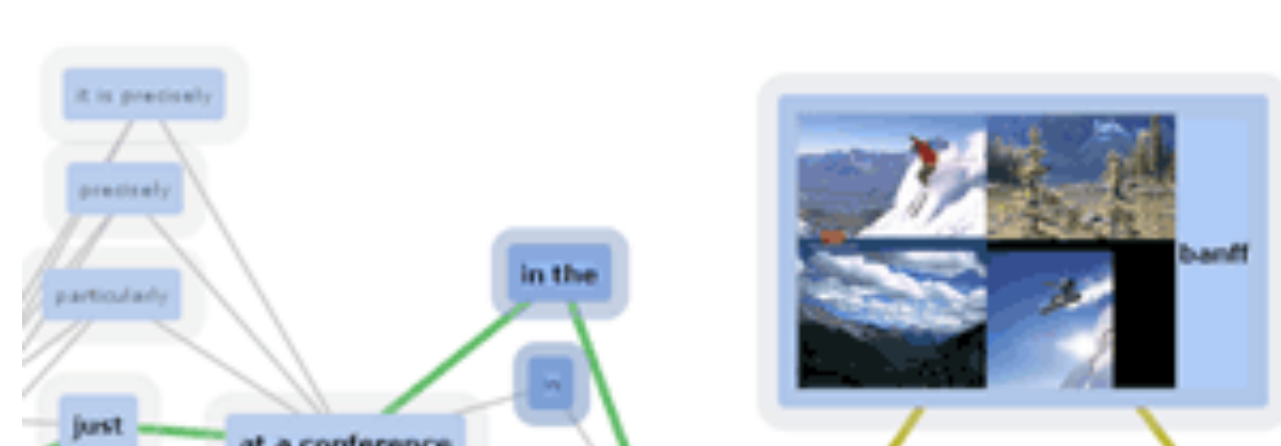 it is precisely
precisely
particularly
in the
banff
in
just
at a conference